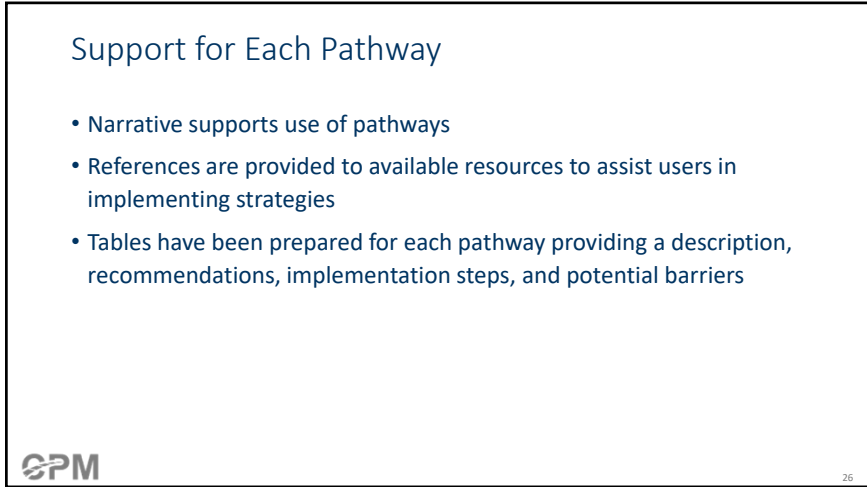 Support for Each Pathway
• Narrative supports use of pathways
• References are provided to available resources to assist users in
implementing strategies
• Tables have been prepared for each pathway providing a description,
recommendations, implementation steps, and potential barriers
GPM
26